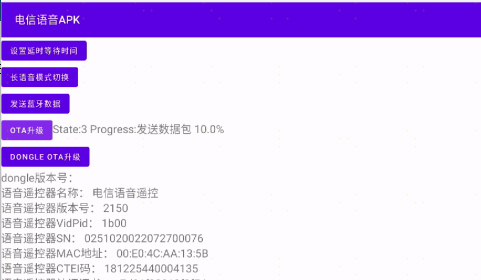 电信语音APK
设置延时等待时间
长语音模式切换
发送蓝牙数据
OTA升级 State:3 Progress:发送数据包 10.0%
DONGLE OTA升级
dongle版本号：
语音遥控器名称： 电信语音遥控
语音遥控器版本号： 2150
语音遥控器VidPid： 1b00
语音遥控器SN： 0251020022072700076
语音遥控器MAC地址： 00:E0:4C:AA:13:5B
语音遥控器CTEI码： 181225440004135